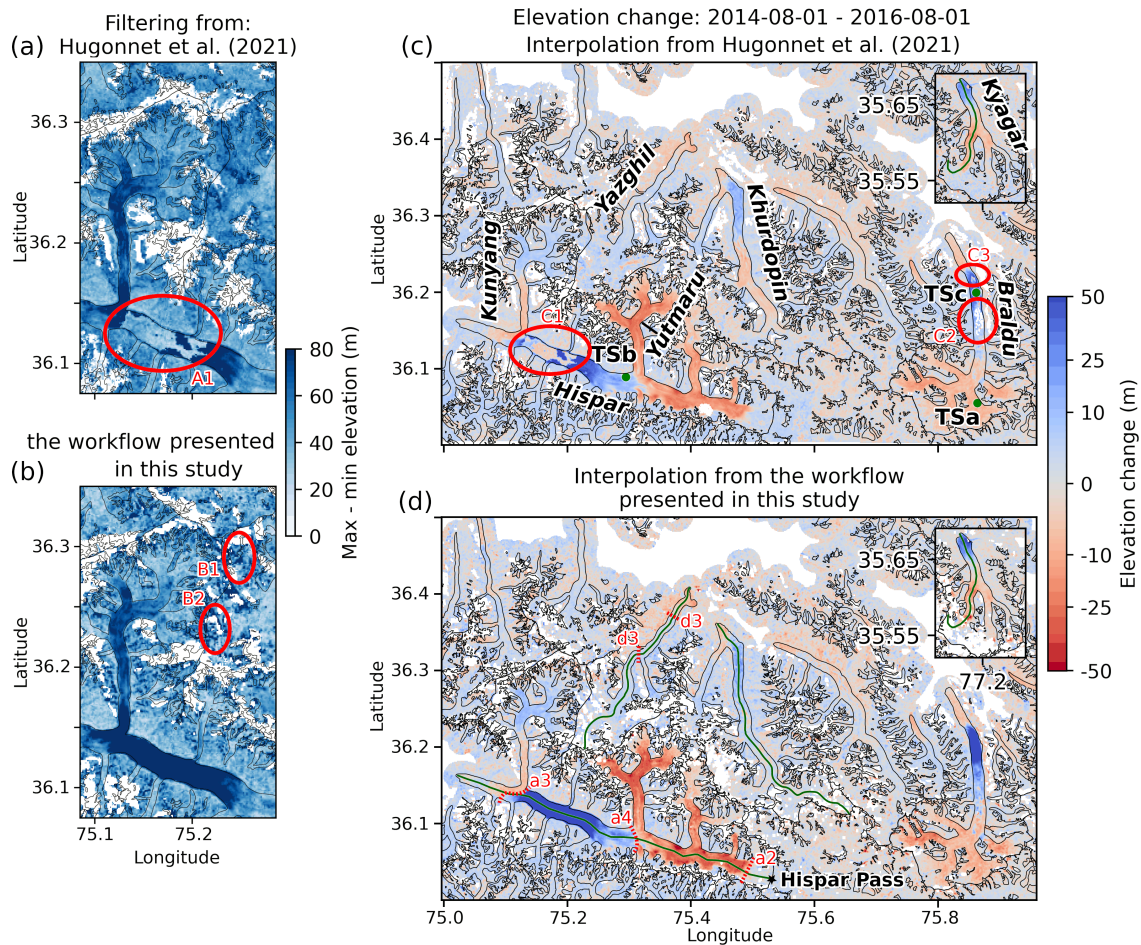 Filtering from:
(a) Hugonnet et al. (2021)
36.3
36.2
36.1
Latitude
A1
80
60
40
20
0
Max - min elevation (m)
the workflow presented
in this study
(b)
36.3
36.2
36.1
Latitude
B1
B2
75.1
75.2
Longitude
Elevation change: 2014-08-01 - 2016-08-01
(c) Interpolation from Hugonnet et al. (2021)
36.4
36.3
36.2
36.1
Latitude
Kunyang
Yazghil
Yutmaru
Khurdopin
Hispar
Braldu
Kyagar
C1
C2
C3
TSa
TSb
TSc
35.65
35.55
Interpolation from the workflow
presented in this study
(d)
36.4
36.3
36.2
36.1
Latitude
d3
d3
a3
a4
a2
Hispar Pass
35.65
35.55
77.2
75.0
75.2
75.4
75.6
75.8
Longitude
50
25
10
0
-10
-25
-50
Elevation change (m)